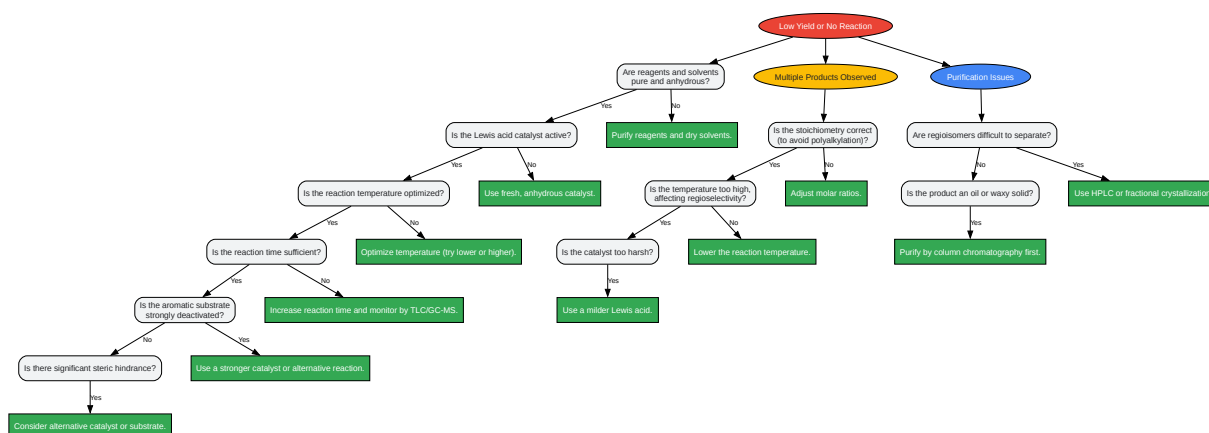 Low Yield or No Reaction
Are reagents and solvents
pure and anhydrous?
Multiple Products Observed
Purification Issues
Yes
No
Is the Lewis acid catalyst active?
Purify reagents and dry solvents.
Is the stoichiometry correct
(to avoid polyalkylation)?
Are regioisomers difficult to separate?
Yes
No
Yes
No
No
Yes
Is the reaction temperature optimized?
Use fresh, anhydrous catalyst.
Is the temperature too high,
affecting regioselectivity?
Adjust molar ratios.
Is the product an oil or waxy solid?
Use HPLC or fractional crystallization
Yes
No
Yes
No
Yes
Is the reaction time sufficient?
Optimize temperature (try lower or higher).
Is the catalyst too harsh?
Lower the reaction temperature.
Purify by column chromatography first.
Yes
No
Yes
Is the aromatic substrate
strongly deactivated?
Increase reaction time and monitor by TLC/GC-MS.
Use a milder Lewis acid.
No
Yes
Is there significant steric hindrance?
Use a stronger catalyst or alternative reaction.
Yes
Consider alternative catalyst or substrate.